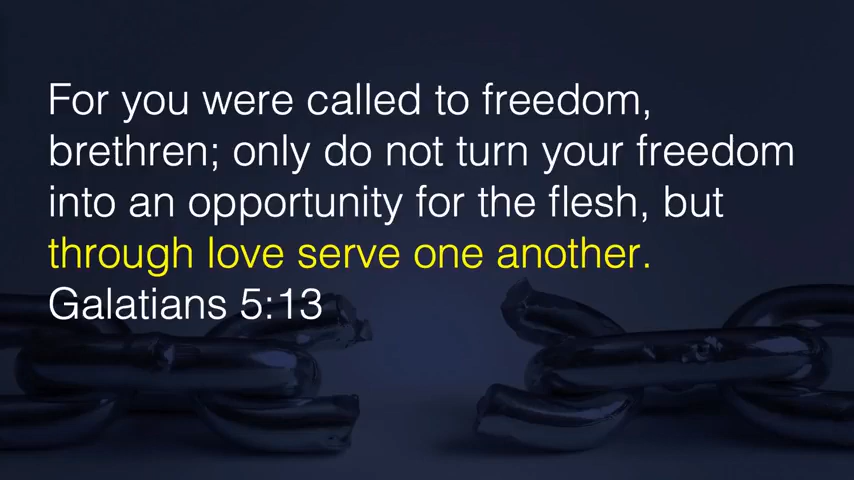 For you were called to freedom,
brethren; only do not turn your freedom
into an opportunity for the flesh, but
through love serve one another.
Galatians 5:13